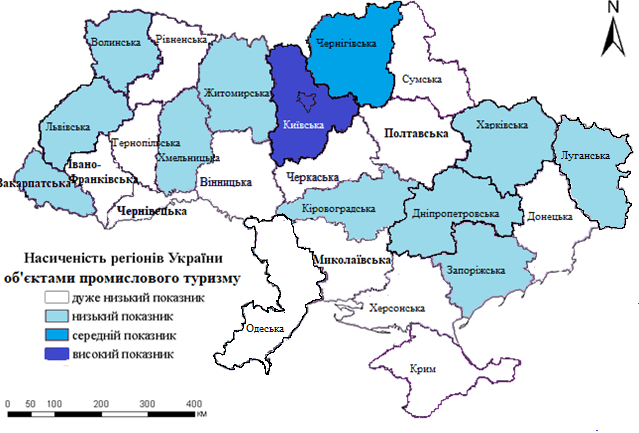 N
Волинська
Рівненська
Чернігівська
Сумська
Житомирська
Київська
Львівська
Тернопільська
Хмельницька
Полтавська
Харківська
Луганська
Івано-
Франківська
Закарпатська
Вінницька
Черкаська
Чернівецька
Кіровоградська
Дніпропетровська
Донецька
Миколаївська
Запорізька
Херсонська
Одеська
Крим
Насиченість регіонів України
об'єктами промислового туризму
дуже низький показник
низький показник
середній показник
високий показник
0 50 100 200 300 400
КМ